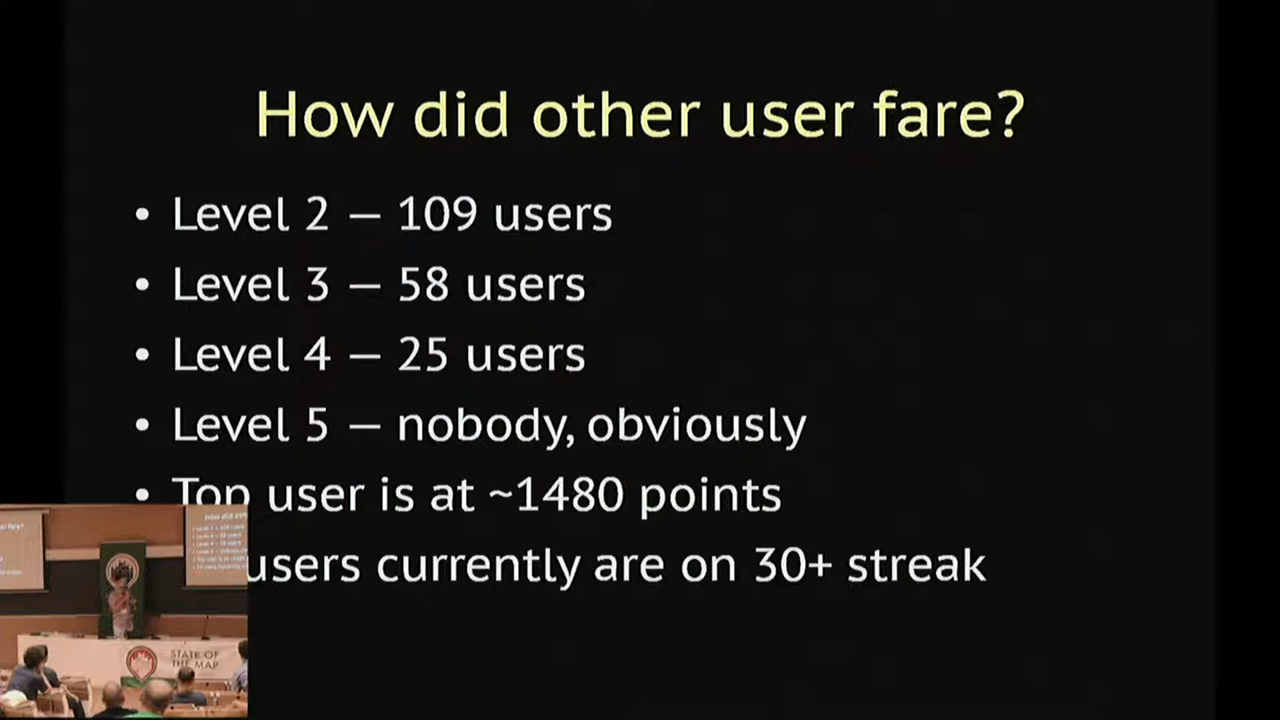 How did other user fare?
• Level 2 — 109 users
• Level 3 — 58 users
• Level 4 — 25 users
• Level 5 — nobody, obviously
• Top user is at ~1480 points
users currently are on 30+ streak
STATE OF
THE MAP